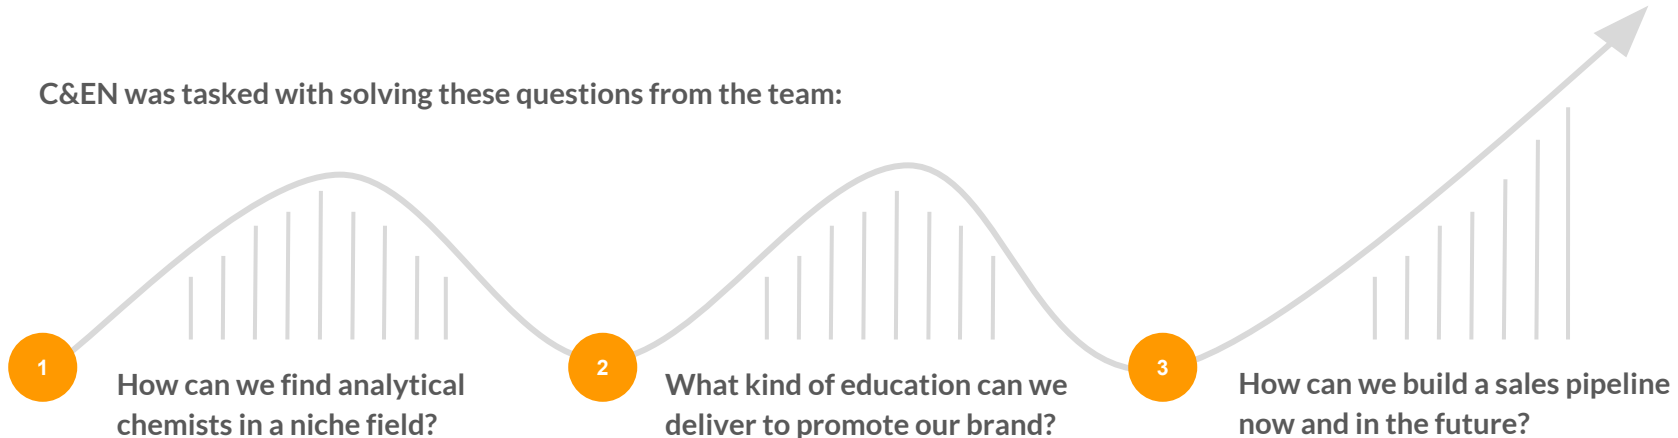 C&EN was tasked with solving these questions from the team:
1
How can we find analytical
chemists in a niche field?
2
What kind of education can we
deliver to promote our brand?
3
How can we build a sales pipeline
now and in the future?